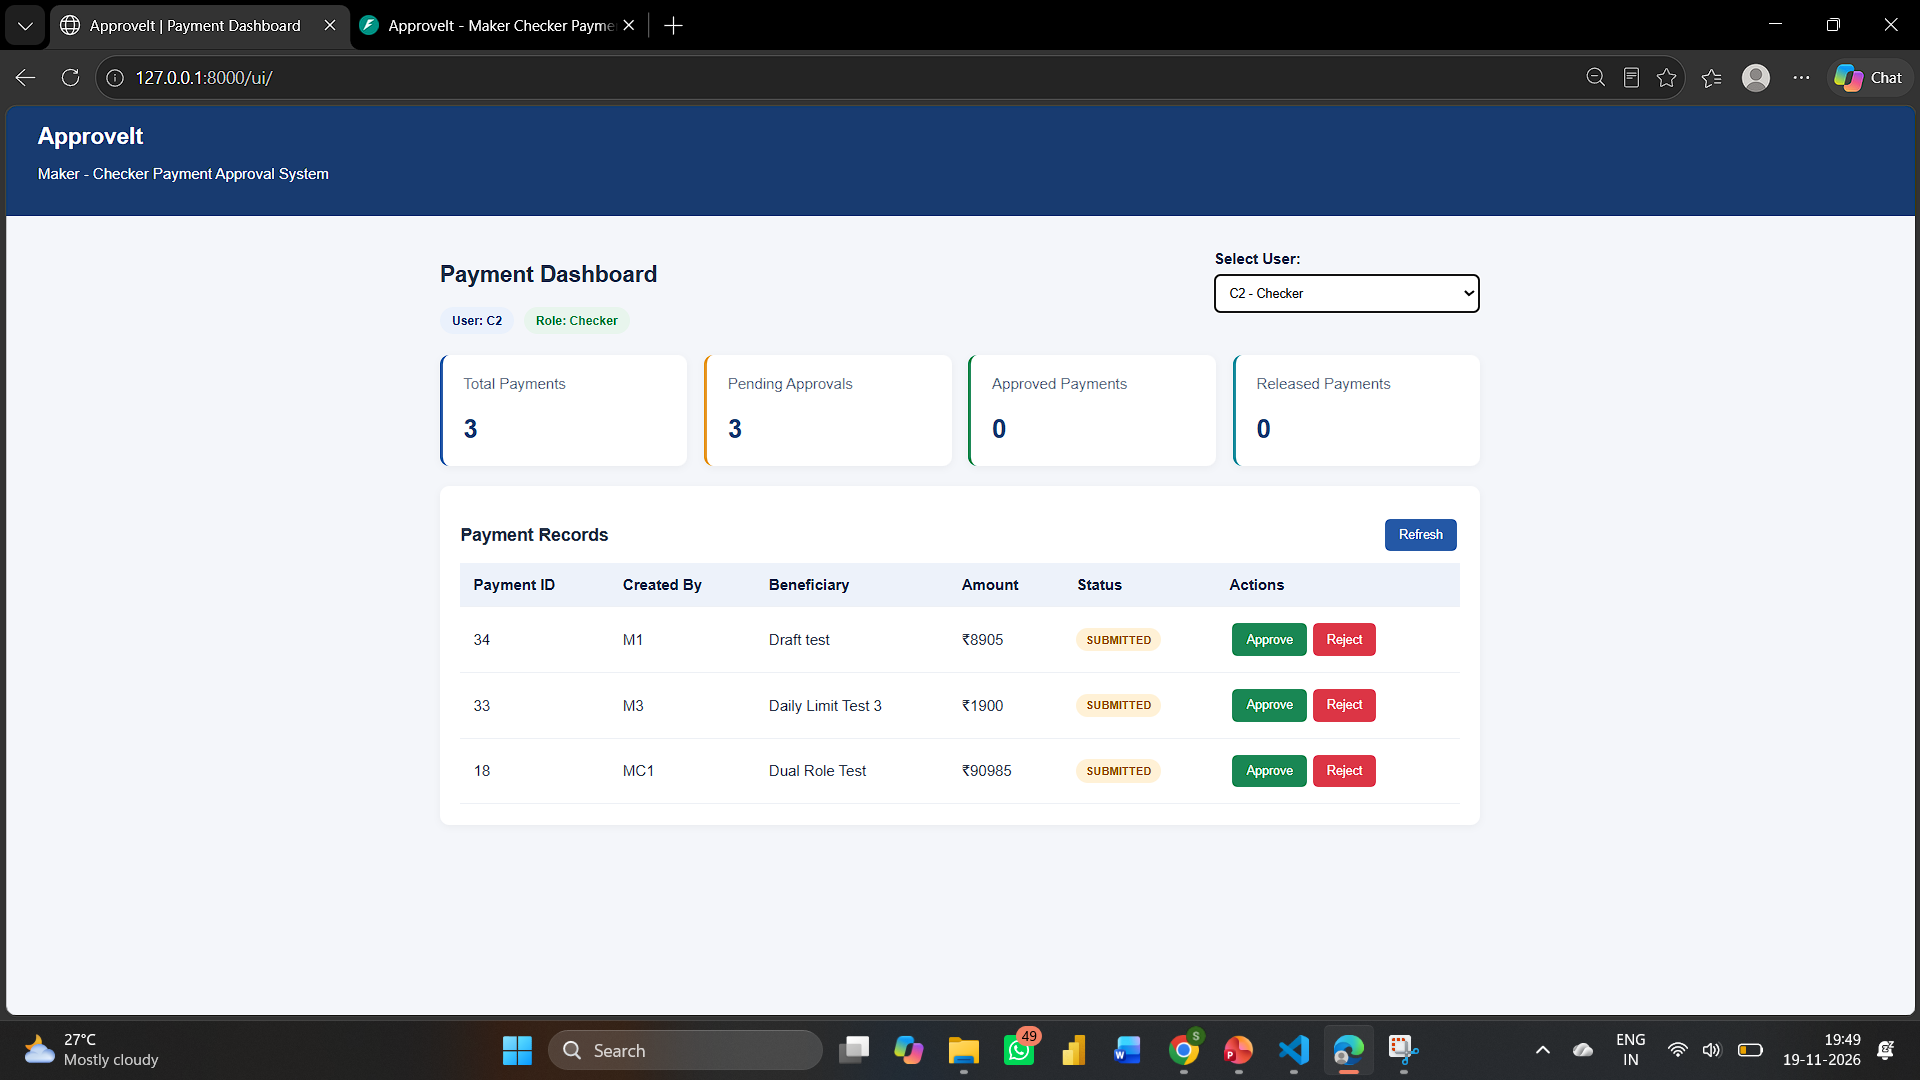 ApproveIt | Payment Dashboard
ApproveIt - Maker Checker Payme
127.0.0.1:8000/ui/
Chat
ApproveIt
Maker - Checker Payment Approval System
Payment Dashboard
Select User:
C2 - Checker
User: C2
Role: Checker
Total Payments
Pending Approvals
Approved Payments
Released Payments
3
3
0
0
Payment Records
Refresh
Payment ID Created By Beneficiary Amount Status Actions
34 M1 Draft test ₹8905 SUBMITTED Approve Reject
33 M3 Daily Limit Test 3 ₹1900 SUBMITTED Approve Reject
18 MC1 Dual Role Test ₹90985 SUBMITTED Approve Reject
27°C
Mostly cloudy
Search
49
S
ENG
IN
19:49
19-11-2026